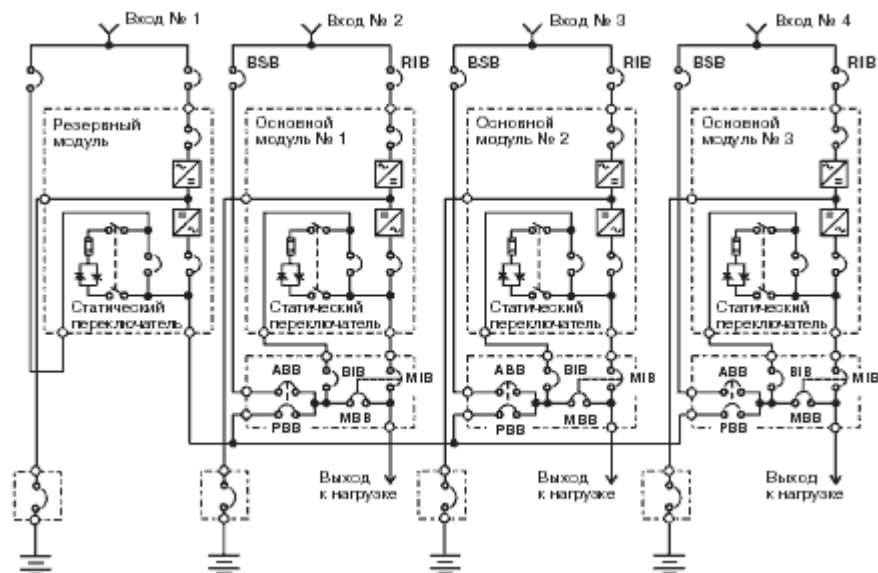 Вход № 1
Вход № 2
Вход № 3
Вход № 4
BSB
RIB
BSB
RIB
BSB
RIB
Резервный
модуль
Основной
модуль № 1
Основной
модуль № 2
Основной
модуль № 3
Статический
переключатель
Статический
переключатель
Статический
переключатель
Статический
переключатель
ABB
BIB
MIB
PBB
MBB
ABB
BIB
MIB
PBB
MBB
ABB
BIB
MIB
PBB
MBB
Выход
к нагрузке
Выход
к нагрузке
Выход
к нагрузке